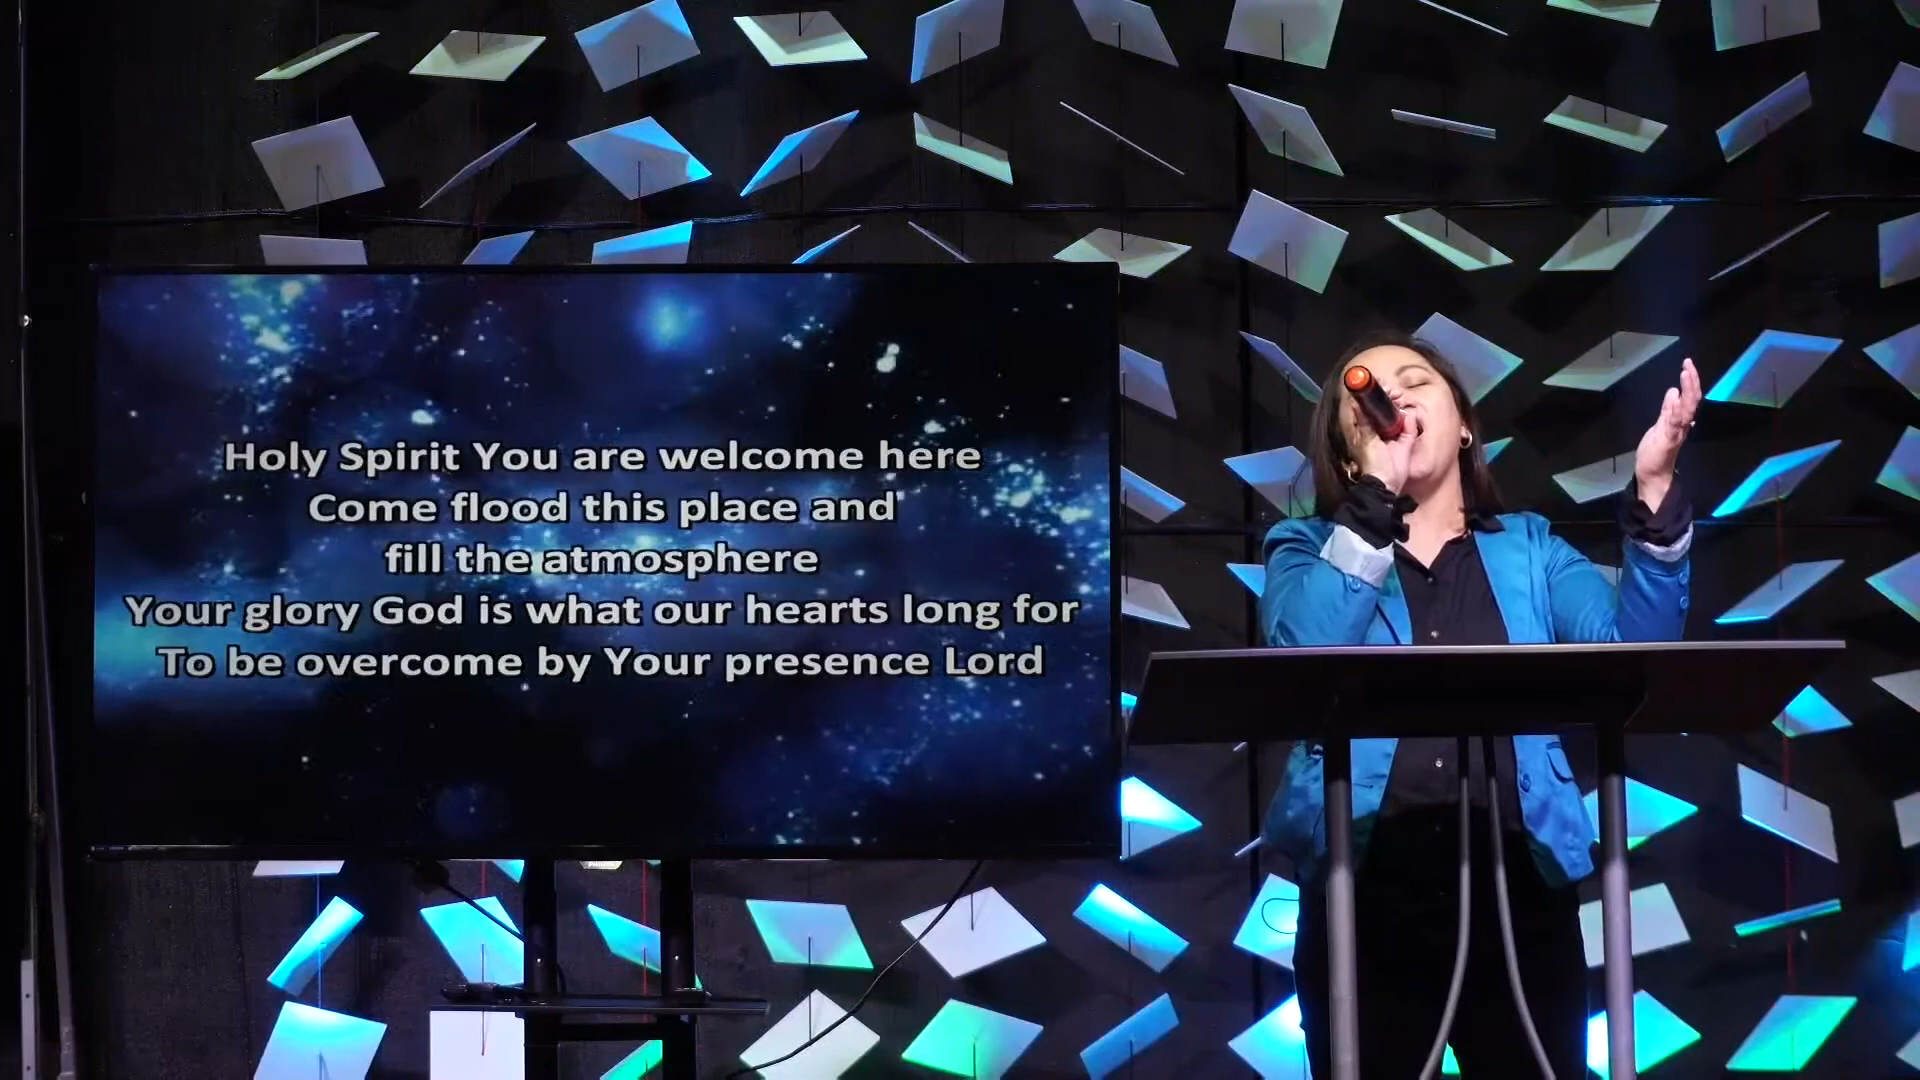 Holy Spirit You are welcome here
Come flood this place and
fill the atmosphere
Your glory God is what our hearts long for
To be overcome by Your presence Lord